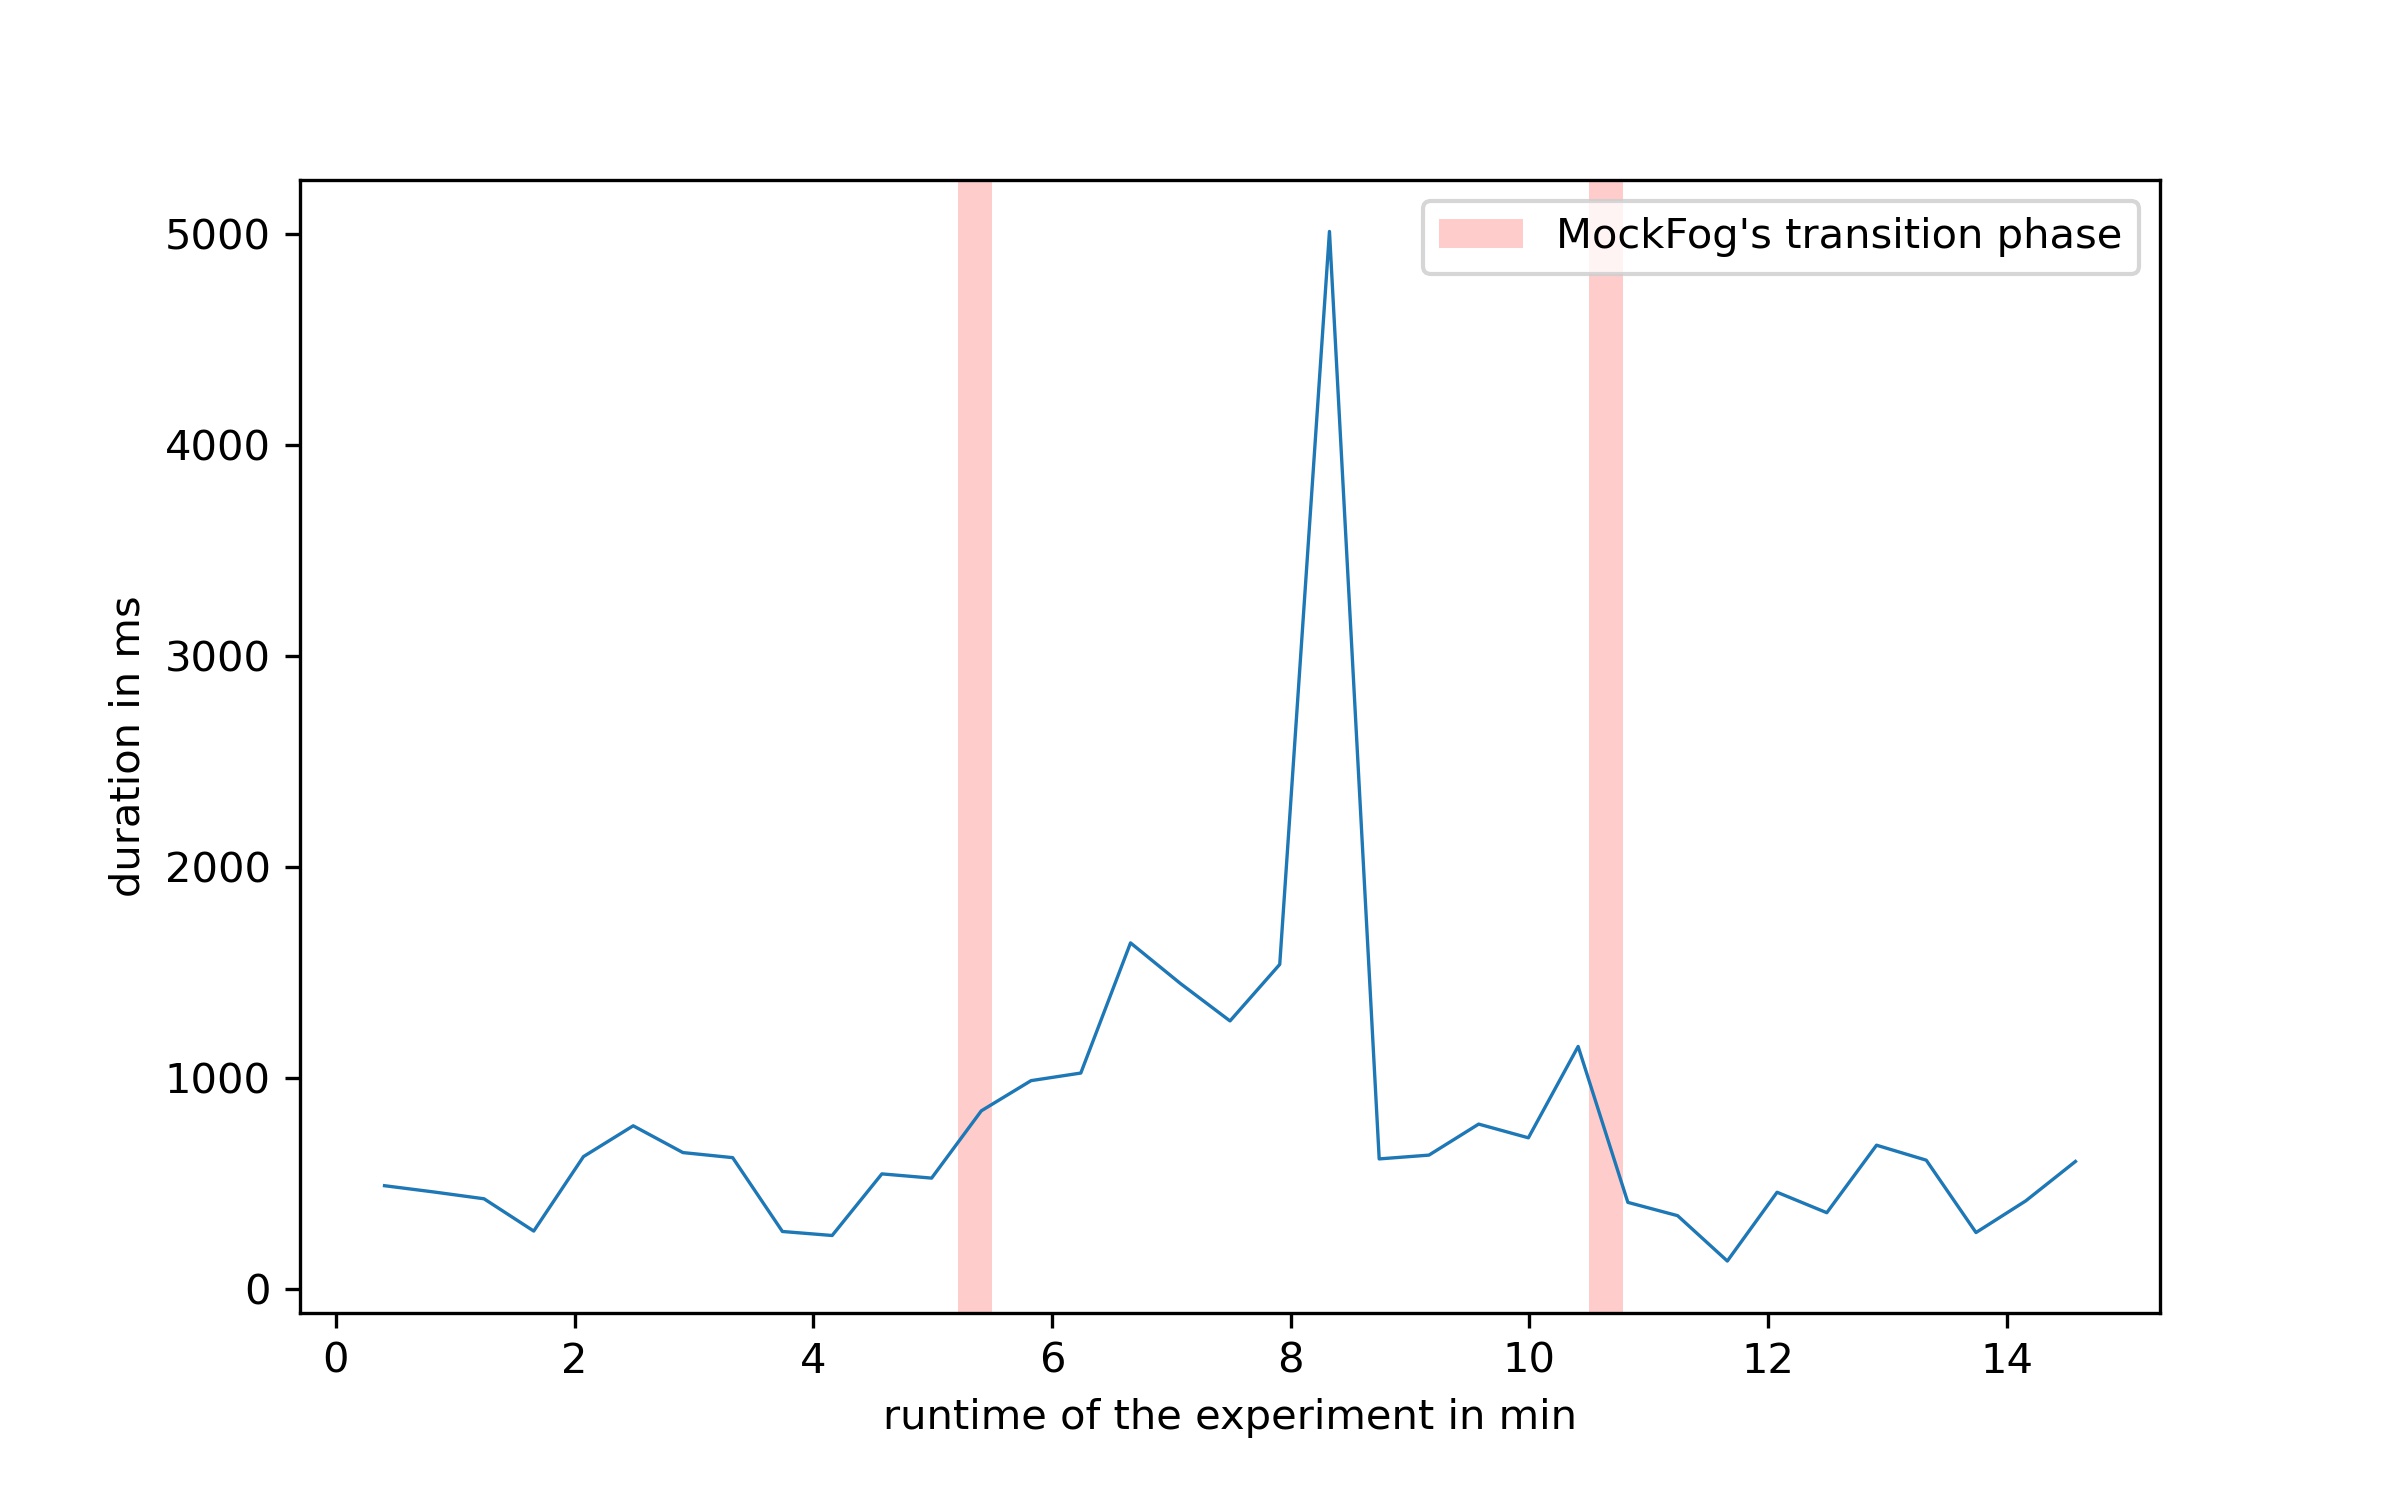 MockFog's transition phase
5000
4000
3000
2000
1000
0
duration in ms
0 2 4 6 8 10 12 14
runtime of the experiment in min